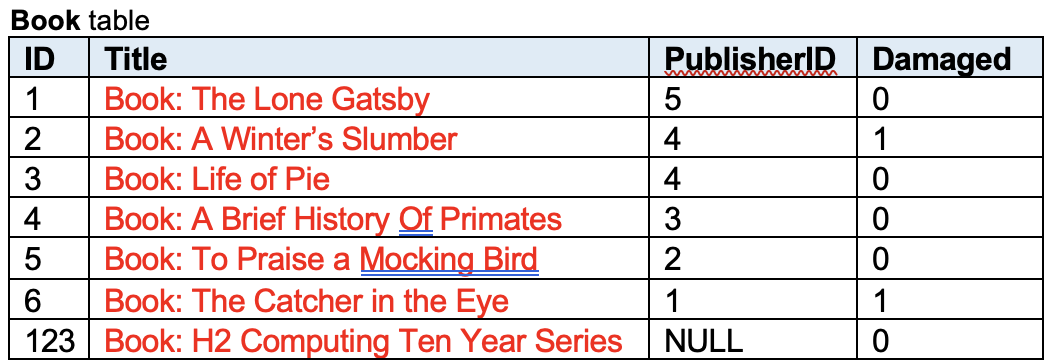 Book table
ID Title PublisherID Damaged
1 Book: The Lone Gatsby 5 0
2 Book: A Winter’s Slumber 4 1
3 Book: Life of Pie 4 0
4 Book: A Brief History Of Primates 3 0
5 Book: To Praise a Mocking Bird 2 0
6 Book: The Catcher in the Eye 1 1
123 Book: H2 Computing Ten Year Series NULL 0